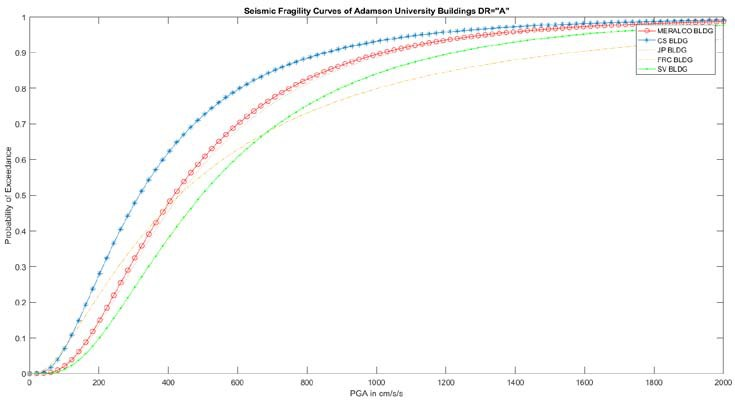 Seismic Fragility Curves of Adamson University Buildings DR="A"
1
0.9
0.8
0.7
0.6
0.5
0.4
0.3
0.2
0.1
0
Probability of Exceedance
MERALCO BLDG
CS BLDG
JP BLDG
FRC BLDG
SV BLDG
0 200 400 600 800 1000 1200 1400 1600 1800 2000
PGA in cm/s/s